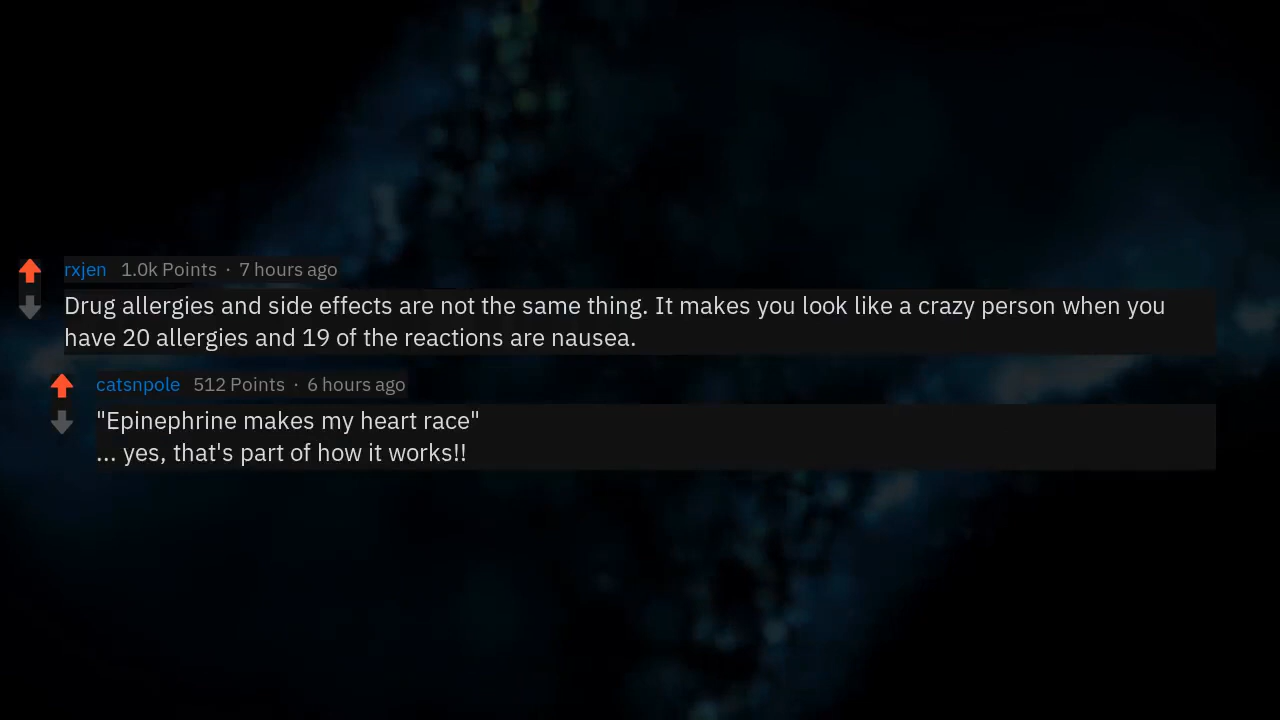 rxjen 1.0k Points · 7 hours ago
Drug allergies and side effects are not the same thing. It makes you look like a crazy person when you
have 20 allergies and 19 of the reactions are nausea.
catsnpole 512 Points · 6 hours ago
"Epinephrine makes my heart race"
... yes, that's part of how it works!!